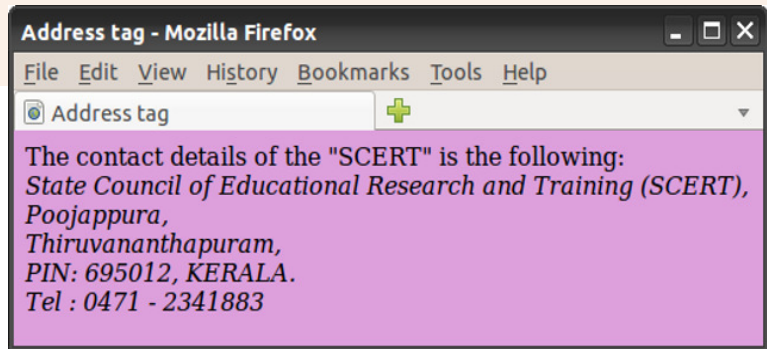 Address tag - Mozilla Firefox
File Edit View History Bookmarks Tools Help
Address tag
The contact details of the "SCERT" is the following:
State Council of Educational Research and Training (SCERT),
Poojappura,
Thiruvananthapuram,
PIN: 695012, KERALA.
Tel : 0471 - 2341883